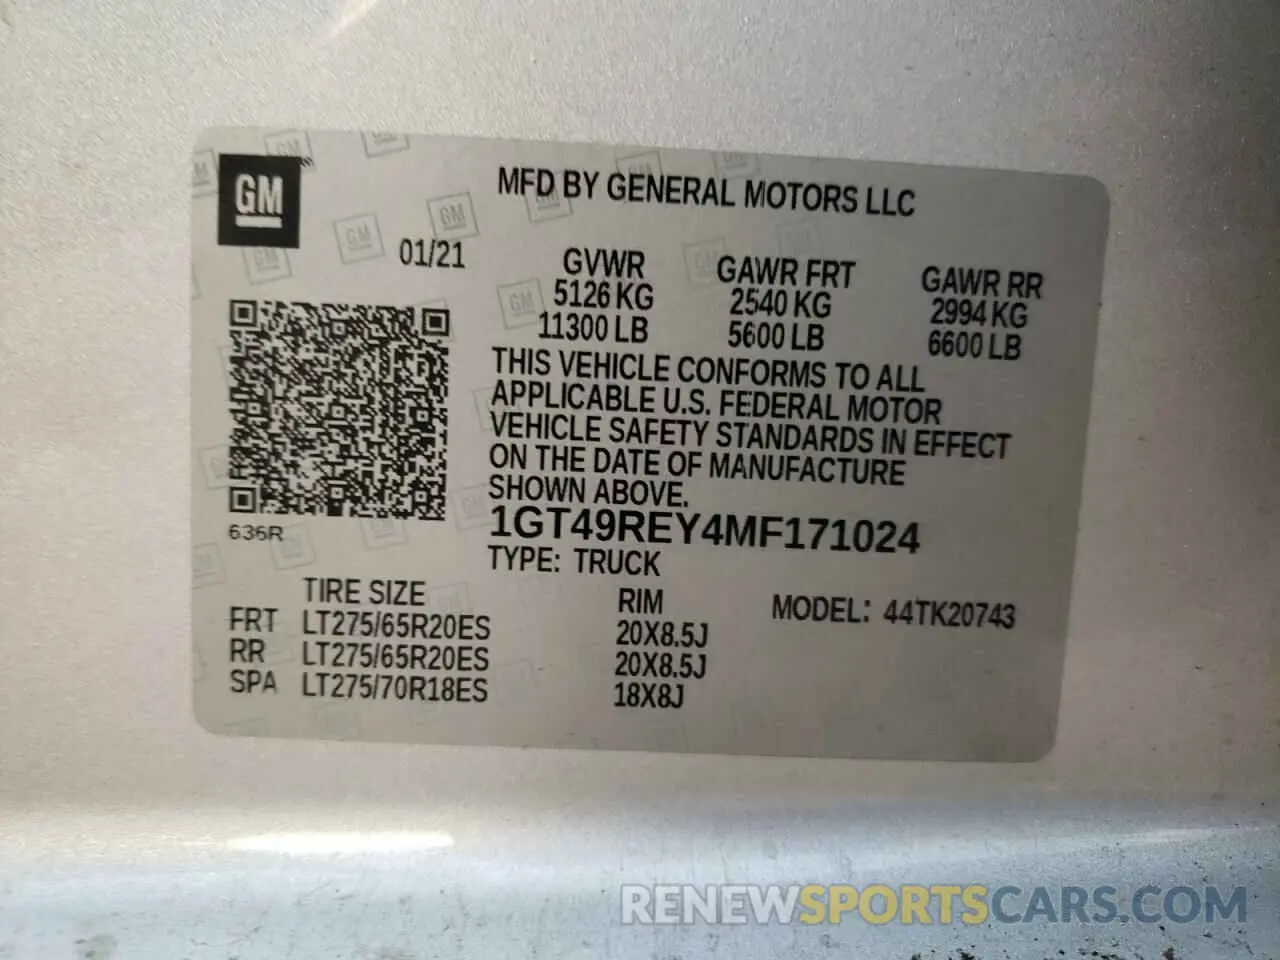 GM
MFD BY GENERAL MOTORS LLC
01/21
GVWR GAWR FRT GAWR RR
5126 KG 2540 KG 2994 KG
11300 LB 5600 LB 6600 LB
THIS VEHICLE CONFORMS TO ALL
APPLICABLE U.S. FEDERAL MOTOR
VEHICLE SAFETY STANDARDS IN EFFECT
ON THE DATE OF MANUFACTURE
SHOWN ABOVE.
636R
1GT49REY4MF171024
TYPE: TRUCK
TIRE SIZE RIM MODEL: 44TK20743
FRT LT275/65R20ES 20X8.5J
RR LT275/65R20ES 20X8.5J
SPA LT275/70R18ES 18X8J
RENEWSPORTSCARS.COM